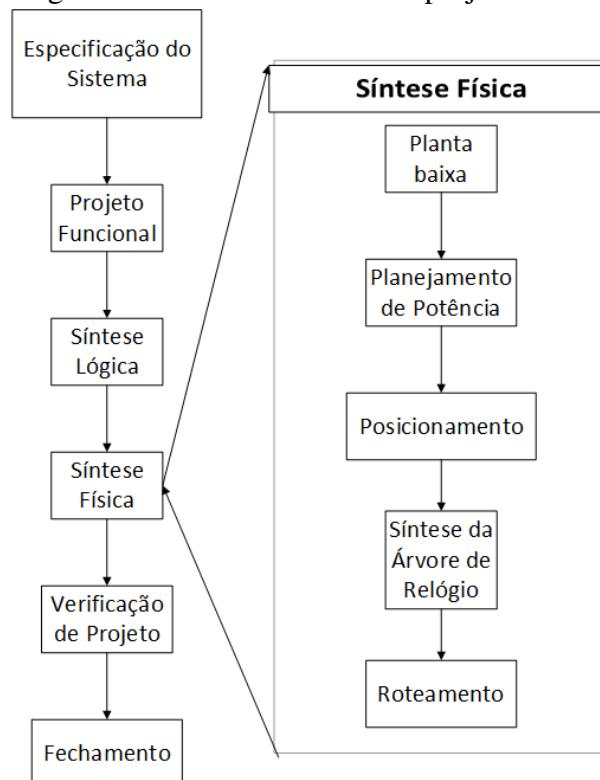 Especificação do
Sistema
Projeto
Funcional
Síntese
Lógica
Síntese
Física
Verificação
de Projeto
Fechamento
Síntese Física
Planta
baixa
Planejamento
de Potência
Posicionamento
Síntese da
Árvore de
Relógio
Roteamento